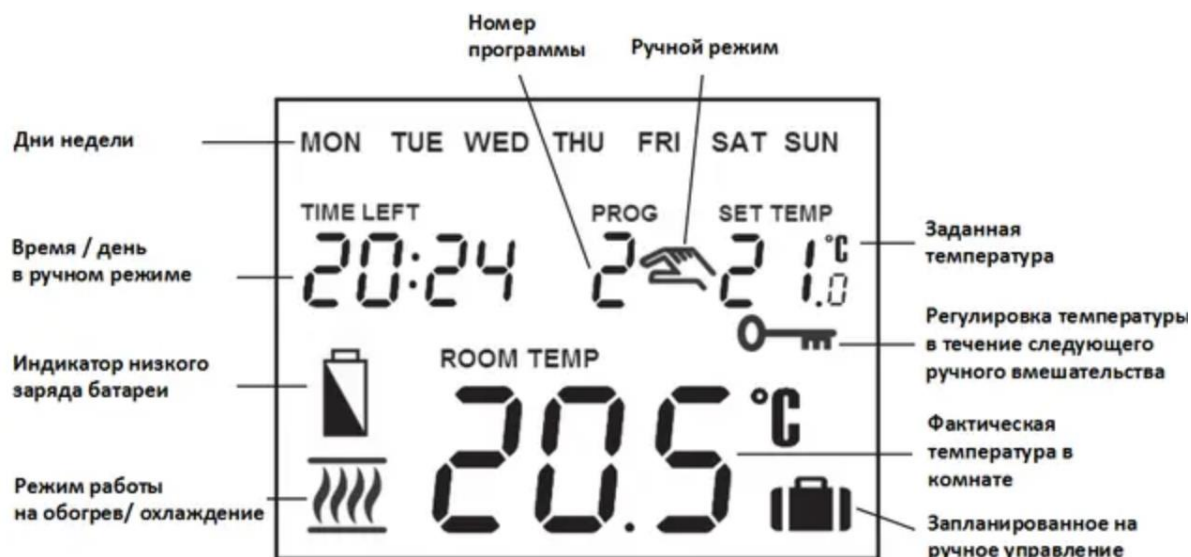 Номер
программы
Ручной режим
Дни недели
MON TUE WED THU FRI SAT SUN
TIME LEFT PROG SET TEMP
Время / день
в ручном режиме
20:24 2 21.0 °C
Заданная
температура
Регулировка температуры
в течение следующего
ручного вмешательства
Индикатор низкого
заряда батареи
ROOM TEMP
20.5 °C
Фактическая
температура в
комнате
Режим работы
на обогрев/ охлаждение
Запланированное на
ручное управление